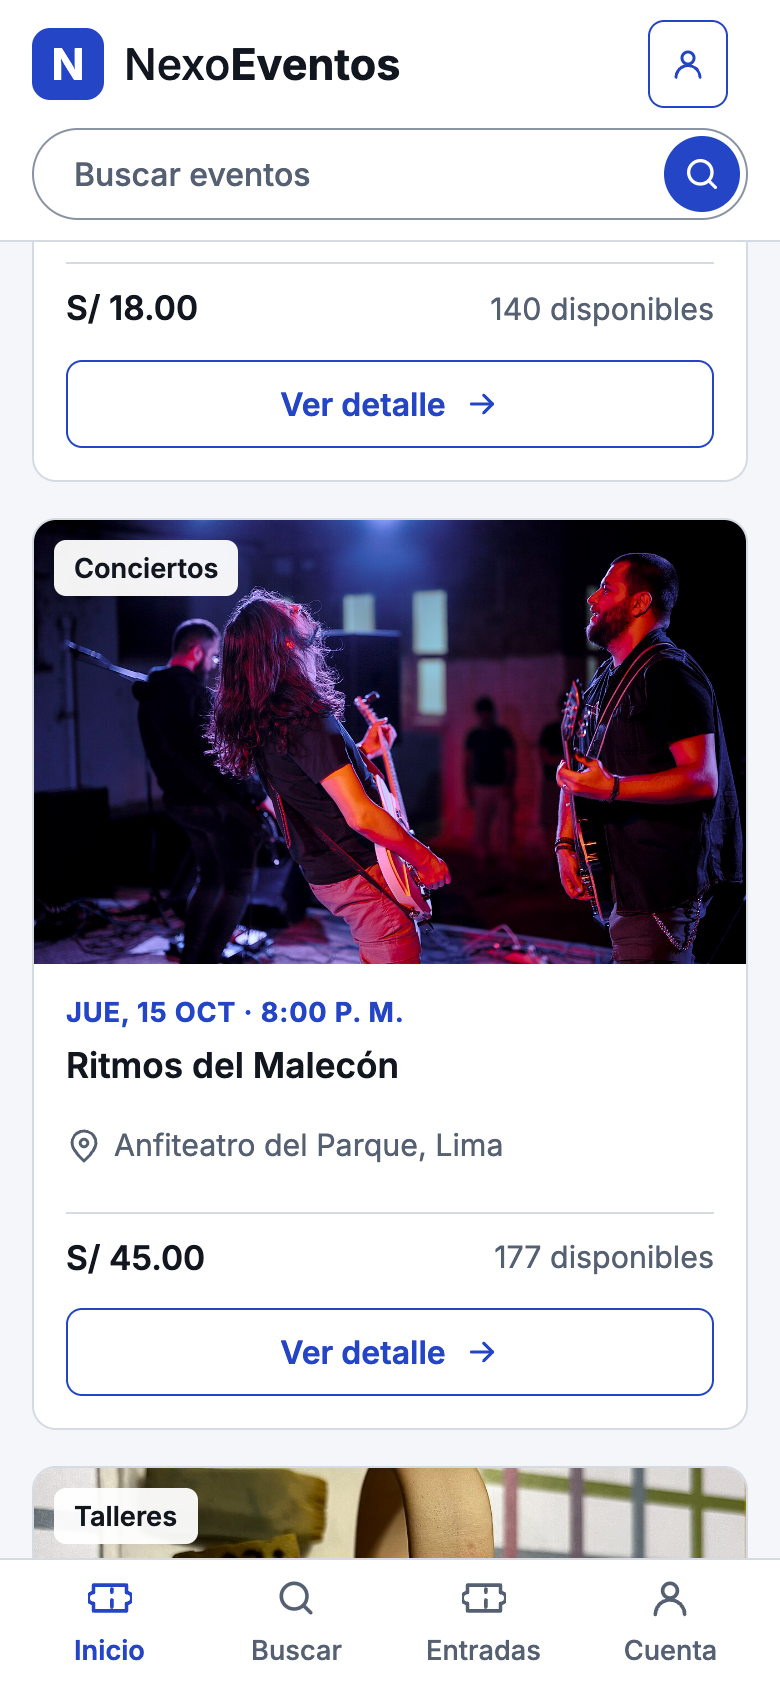 N NexoEventos
Buscar eventos
S/ 18.00 140 disponibles
Ver detalle →
Conciertos
JUE, 15 OCT · 8:00 P. M.
Ritmos del Malecón
Anfiteatro del Parque, Lima
S/ 45.00 177 disponibles
Ver detalle →
Talleres
Inicio Buscar Entradas Cuenta